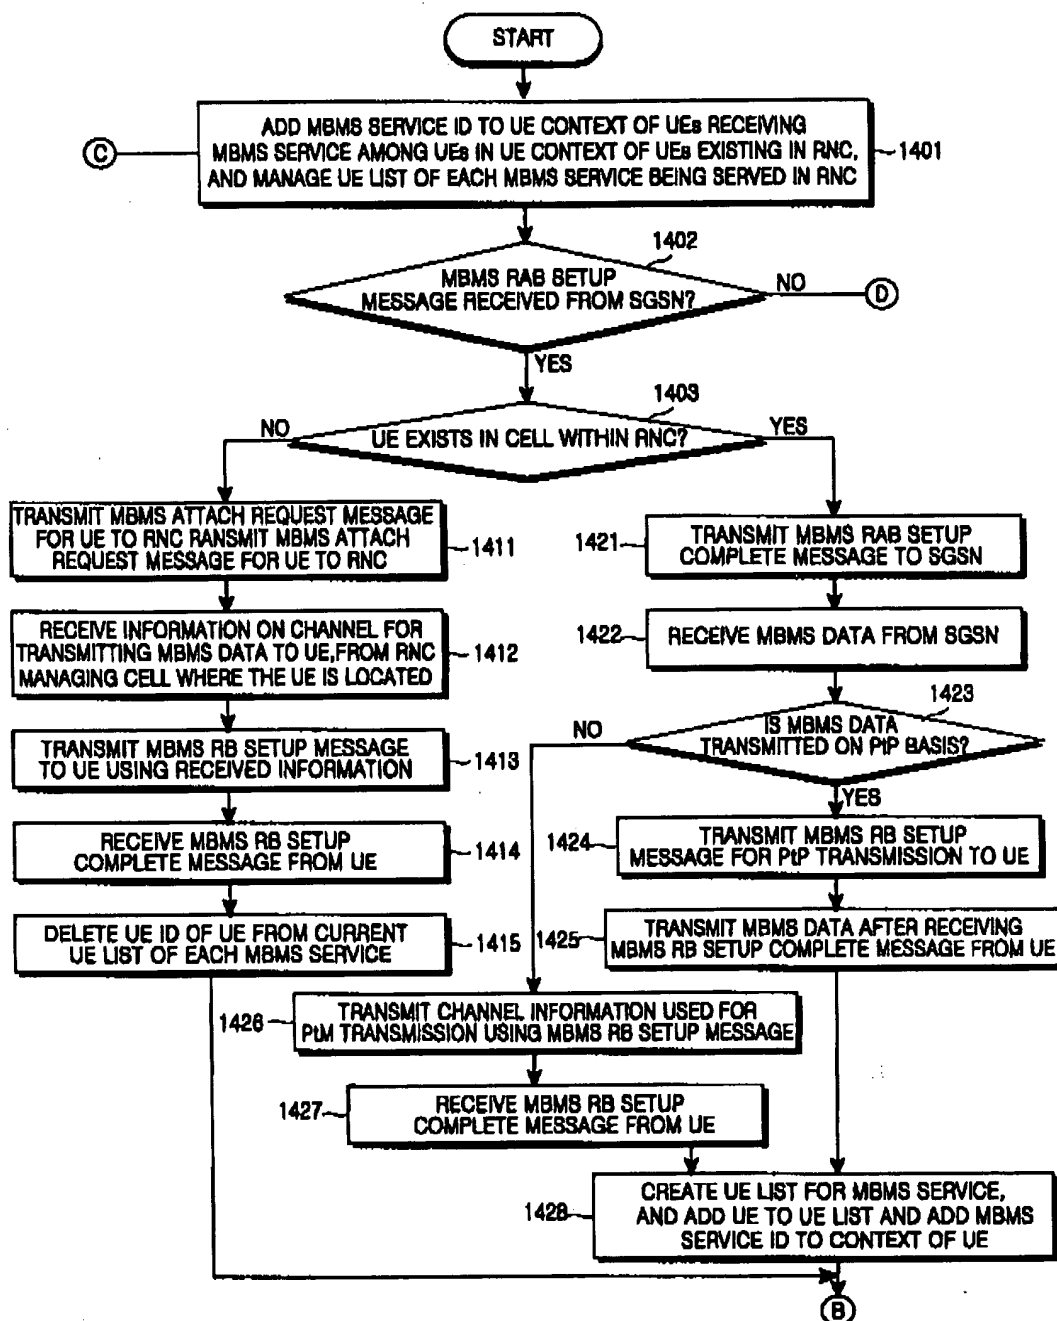 START
ADD MBMS SERVICE ID TO UE CONTEXT OF UEs RECEIVING
MBMS SERVICE AMONG UEs IN UE CONTEXT OF UEs EXISTING IN RNC,
AND MANAGE UE LIST OF EACH MBMS SERVICE BEING SERVED IN RNC
C
1401
1402
MBMS RAB SETUP
MESSAGE RECEIVED FROM SGSN?
NO
D
YES
1403
NO
UE EXISTS IN CELL WITHIN RNC?
YES
TRANSMIT MBMS ATTACH REQUEST MESSAGE
FOR UE TO RNC RANSMIT MBMS ATTACH
REQUEST MESSAGE FOR UE TO RNC
1411
1421
TRANSMIT MBMS RAB SETUP
COMPLETE MESSAGE TO SGSN
RECEIVE INFORMATION ON CHANNEL FOR
TRANSMITTING MBMS DATA TO UE, FROM RNC
MANAGING CELL WHERE THE UE IS LOCATED
1412
1422
RECEIVE MBMS DATA FROM SGSN
1423
NO
IS MBMS DATA
TRANSMITTED ON PtP BASIS?
YES
TRANSMIT MBMS RB SETUP MESSAGE
TO UE USING RECEIVED INFORMATION
1413
RECEIVE MBMS RB SETUP
COMPLETE MESSAGE FROM UE
1414
1424
TRANSMIT MBMS RB SETUP
MESSAGE FOR PtP TRANSMISSION TO UE
DELETE UE ID OF UE FROM CURRENT
UE LIST OF EACH MBMS SERVICE
1415
1425
TRANSMIT MBMS DATA AFTER RECEIVING
MBMS RB SETUP COMPLETE MESSAGE FROM UE
1426
TRANSMIT CHANNEL INFORMATION USED FOR
PtM TRANSMISSION USING MBMS RB SETUP MESSAGE
1427
RECEIVE MBMS RB SETUP
COMPLETE MESSAGE FROM UE
1428
CREATE UE LIST FOR MBMS SERVICE,
AND ADD UE TO UE LIST AND ADD MBMS
SERVICE ID TO CONTEXT OF UE
B